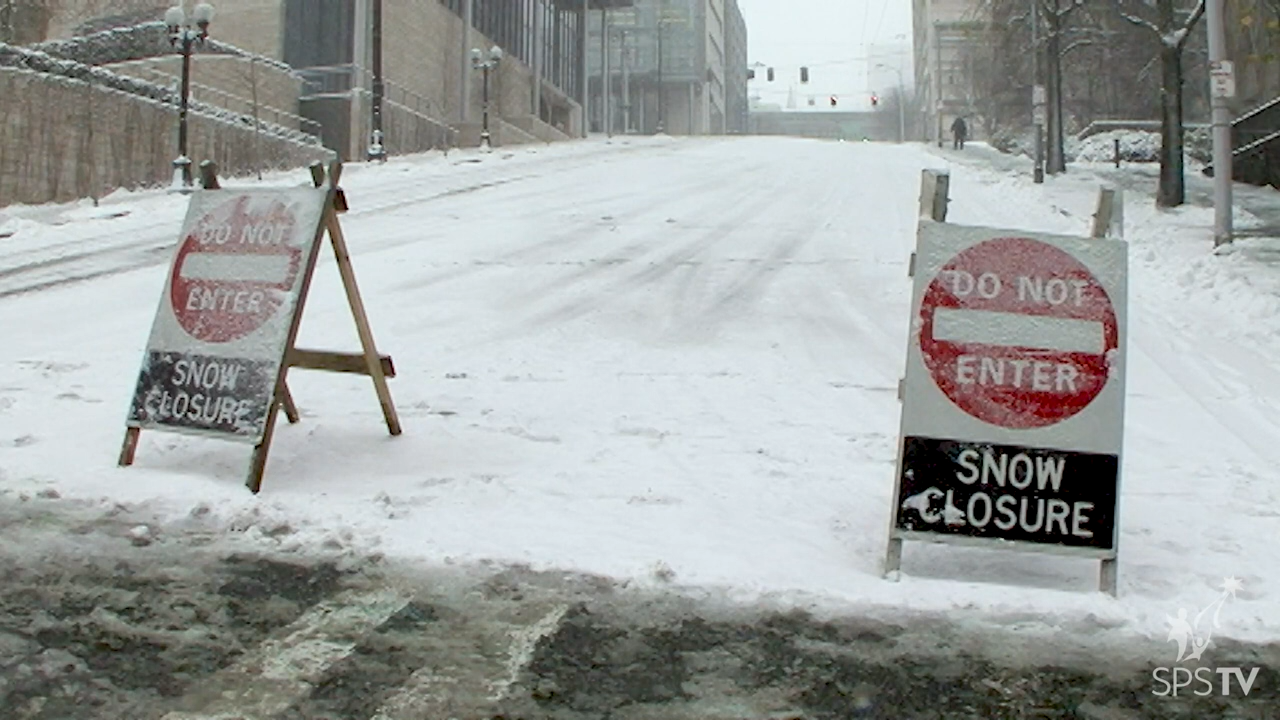 DO NOT
ENTER
SNOW
CLOSURE
DO NOT
ENTER
SNOW
CLOSURE
SPSTV